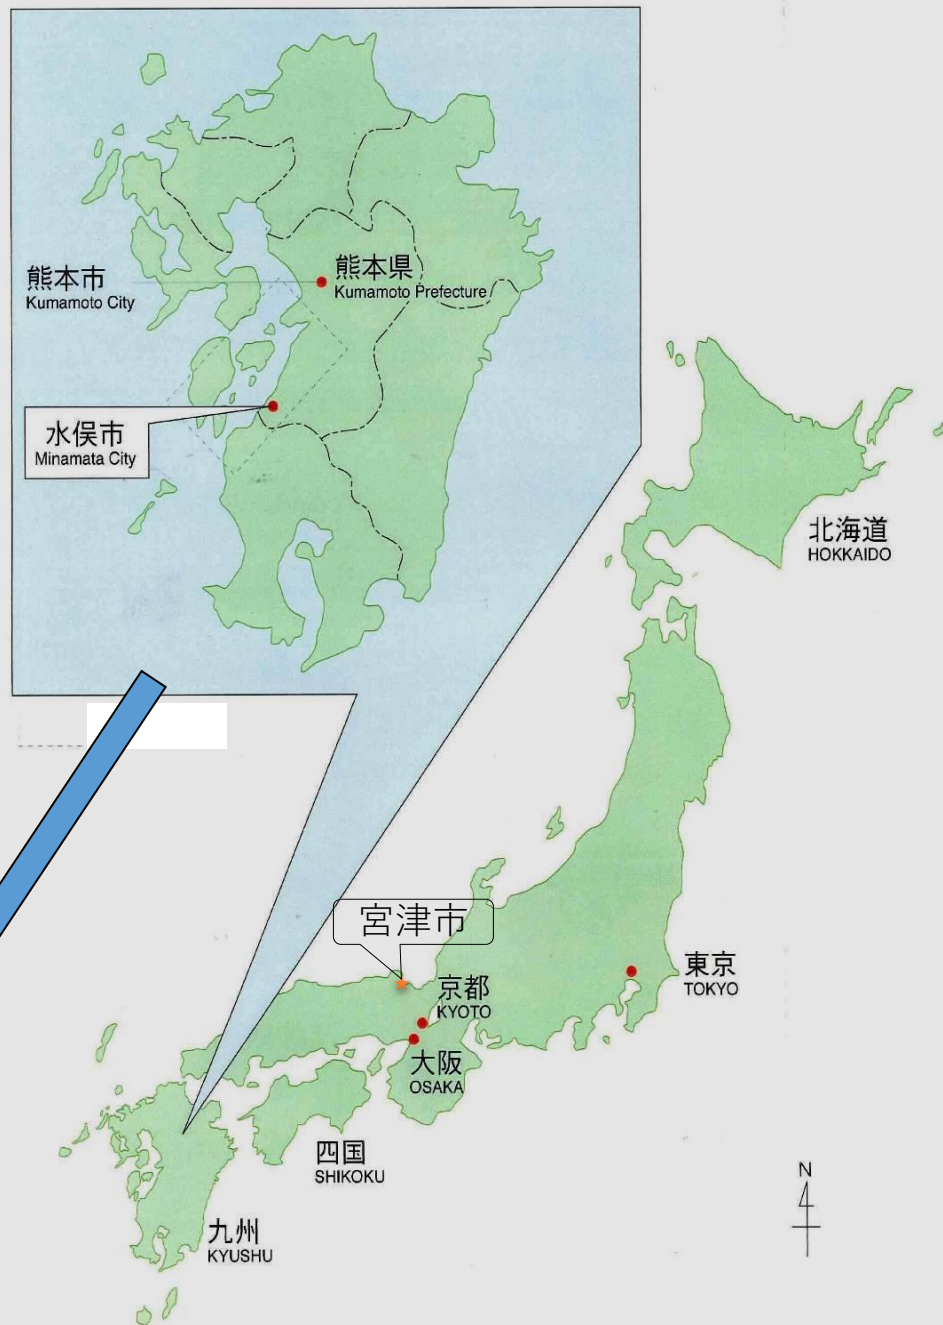 熊本市
Kumamoto City
熊本県
Kumamoto Prefecture
水俣市
Minamata City
北海道
HOKKAIDO
宮津市
京都
KYOTO
東京
TOKYO
大阪
OSAKA
四国
SHIKOKU
九州
KYUSHU
N